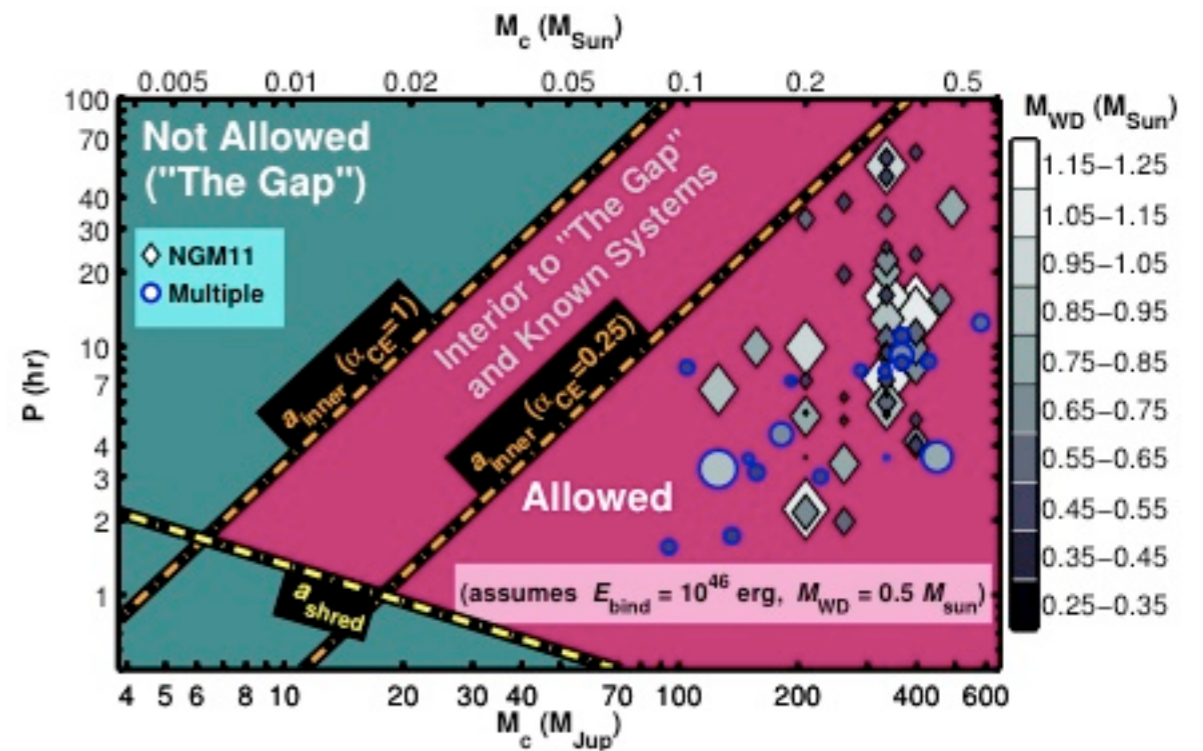 M_c (M_Sun)
0.005 0.01 0.02 0.05 0.1 0.2 0.5
100
70
40
30
20
10
7
4
3
2
1
P (hr)
Not Allowed
("The Gap")
NGM11
Multiple
Interior to "The Gap"
and Known Systems
a_inner (α_CE=1)
a_inner (α_CE=0.25)
Allowed
a_shred
(assumes E_bind = 10^46 erg, M_WD = 0.5 M_sun)
4 5 6 8 10 20 30 40 70 100 200 400 600
M_c (M_Jup)
M_WD (M_Sun)
1.15-1.25
1.05-1.15
0.95-1.05
0.85-0.95
0.75-0.85
0.65-0.75
0.55-0.65
0.45-0.55
0.35-0.45
0.25-0.35